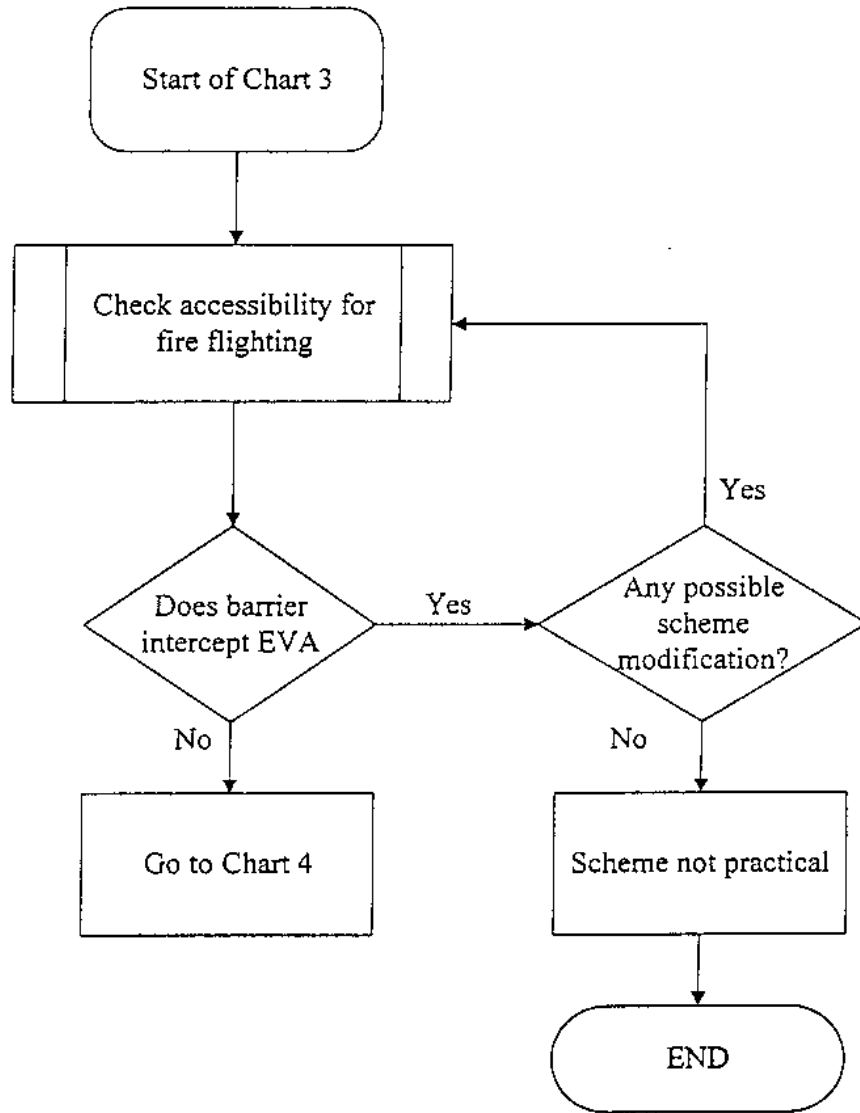 Start of Chart 3
Check accessibility for
fire flighting
Yes
Does barrier
intercept EVA
Yes
Any possible
scheme
modification?
No
No
Go to Chart 4
Scheme not practical
END